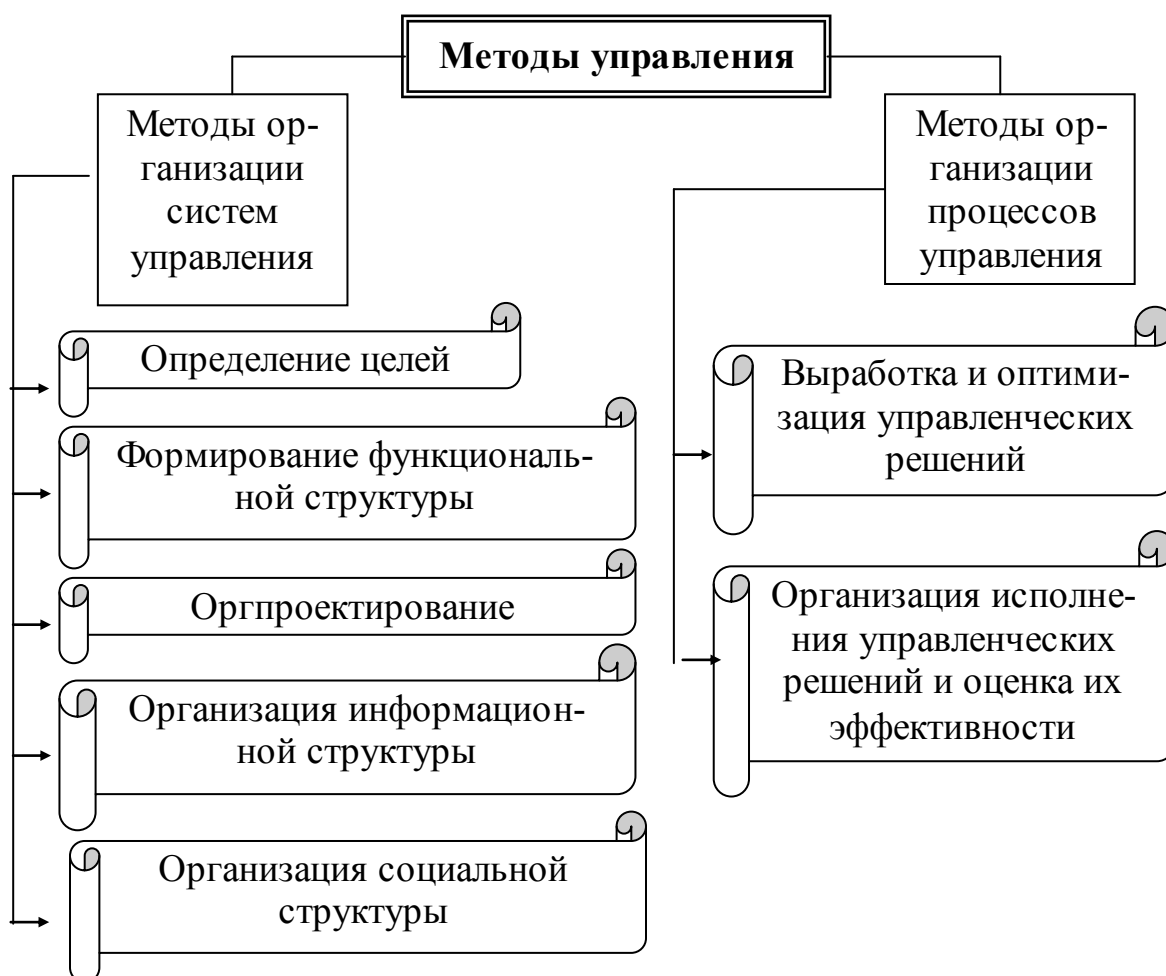 Методы управления
Методы ор-
ганизации
систем
управления
Определение целей
Формирование функциональ-
ной структуры
Оргпроектирование
Организация информацион-
ной структуры
Организация социальной
структуры
Методы ор-
ганизации
процессов
управления
Выработка и оптими-
зация управленческих
решений
Организация исполне-
ния управленческих
решений и оценка их
эффективности